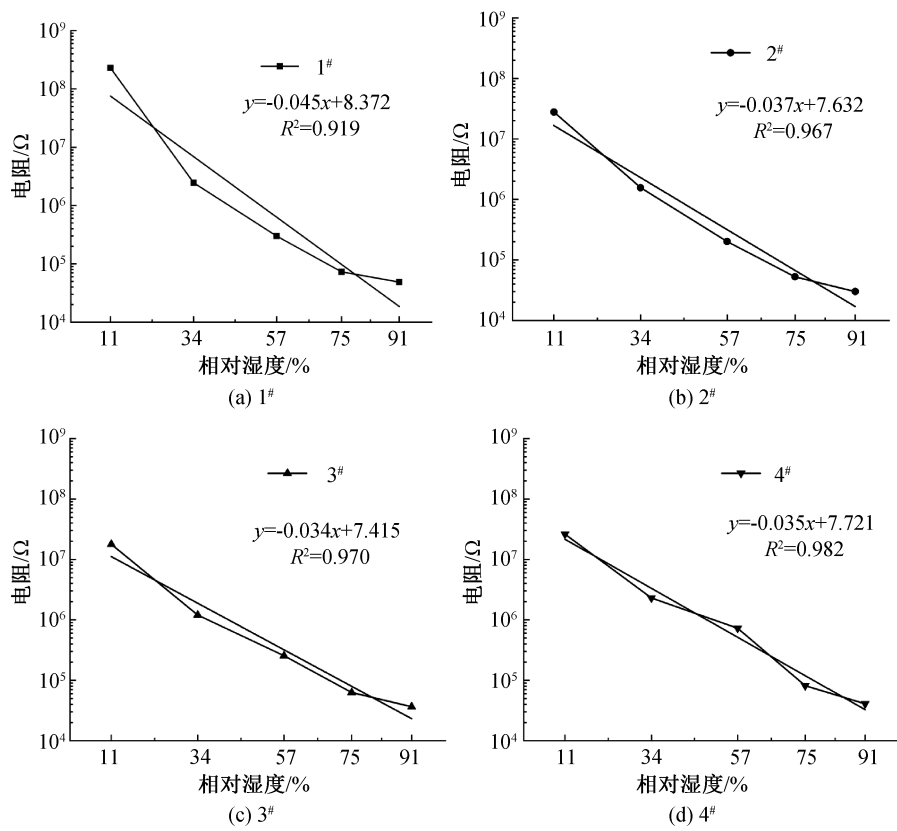 10⁹
10⁸
10⁷
10⁶
10⁵
10⁴
电阻/Ω
1#
y=-0.045x+8.372
R²=0.919
11 34 57 75 91
相对湿度/%
(a) 1#
10⁹
10⁸
10⁷
10⁶
10⁵
10⁴
电阻/Ω
2#
y=-0.037x+7.632
R²=0.967
11 34 57 75 91
相对湿度/%
(b) 2#
10⁹
10⁸
10⁷
10⁶
10⁵
10⁴
电阻/Ω
3#
y=-0.034x+7.415
R²=0.970
11 34 57 75 91
相对湿度/%
(c) 3#
10⁹
10⁸
10⁷
10⁶
10⁵
10⁴
电阻/Ω
4#
y=-0.035x+7.721
R²=0.982
11 34 57 75 91
相对湿度/%
(d) 4#